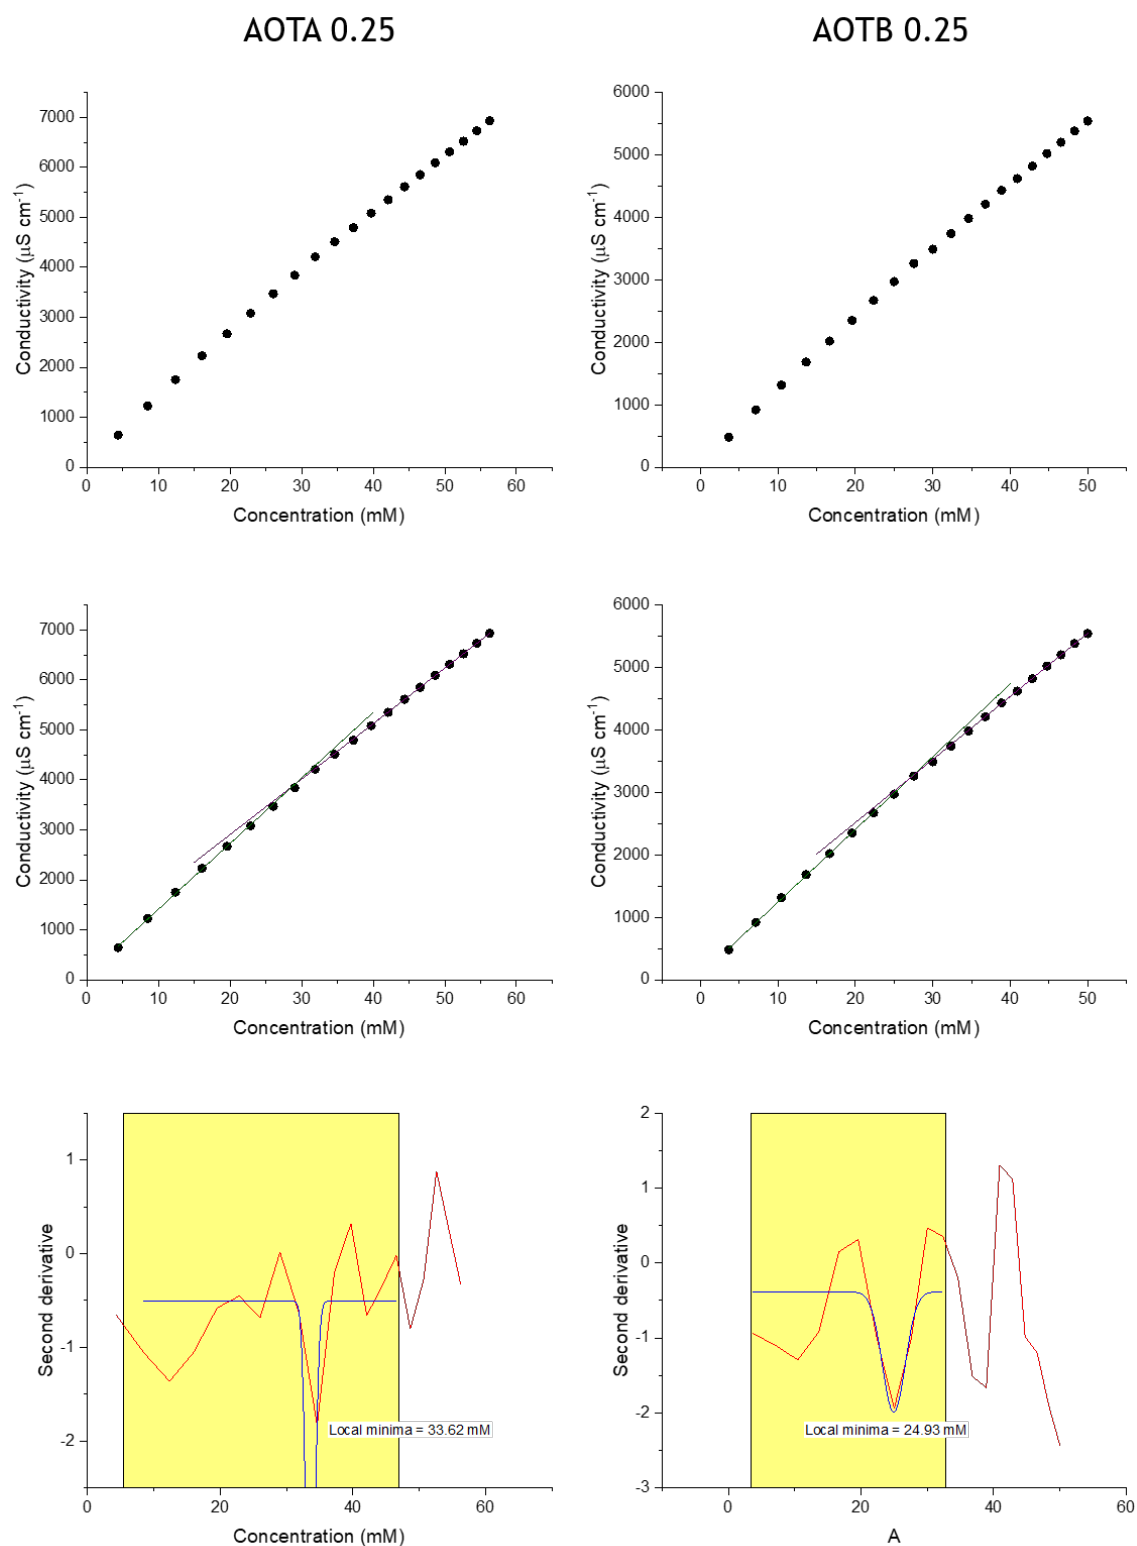 AOTA 0.25
AOTB 0.25
7000
6000
5000
4000
3000
2000
1000
0
Conductivity (μS cm⁻¹)
0 10 20 30 40 50 60
Concentration (mM)
6000
5000
4000
3000
2000
1000
0
Conductivity (μS cm⁻¹)
0 10 20 30 40 50
Concentration (mM)
7000
6000
5000
4000
3000
2000
1000
0
Conductivity (μS cm⁻¹)
0 10 20 30 40 50 60
Concentration (mM)
6000
5000
4000
3000
2000
1000
0
Conductivity (μS cm⁻¹)
0 10 20 30 40 50
Concentration (mM)
1
0
-1
-2
Second derivative
Local minima = 33.62 mM
0 20 40 60
Concentration (mM)
2
1
0
-1
-2
-3
Second derivative
Local minima = 24.93 mM
0 20 40 60
A